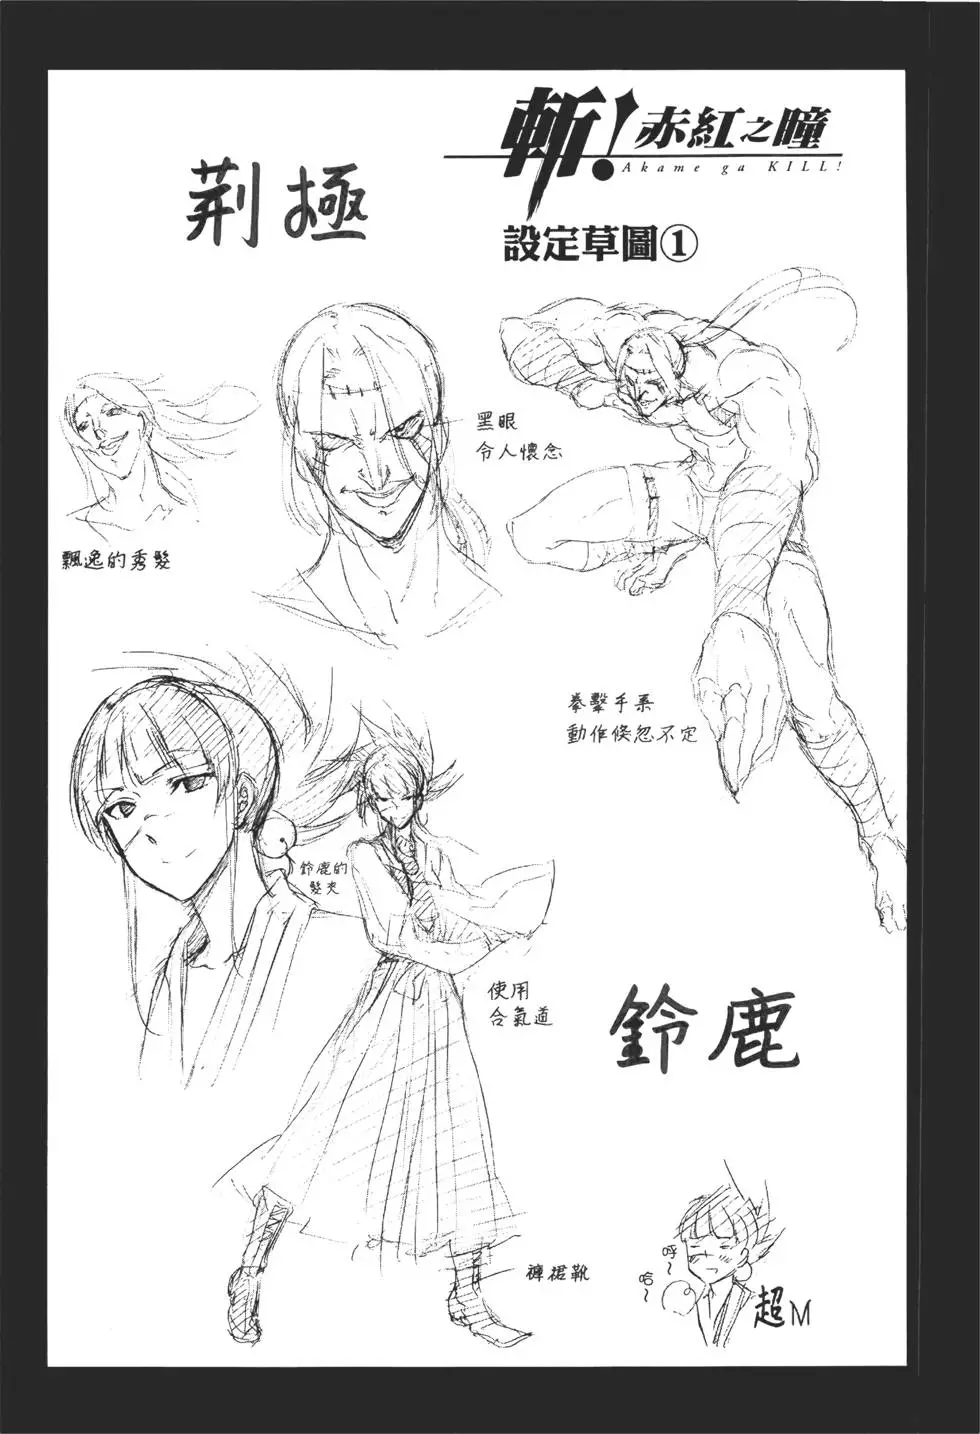 斬！赤紅之瞳
Akame ga KILL!
設定草圖①
荆極
黑眼
令人懷念
飄逸的秀髮
拳擊手系
動作倏忽不定
鈴鹿的
髮夾
使用
合氣道
鈴鹿
褲裙靴
呼～
哈～
超M